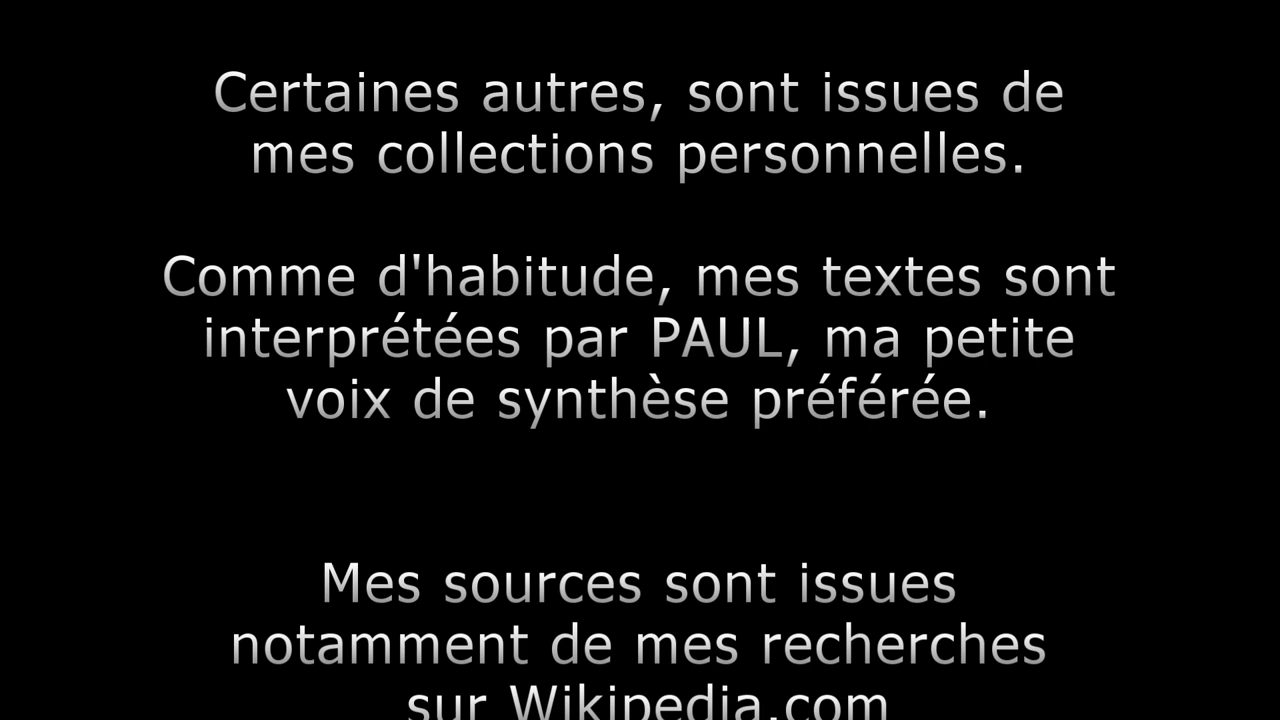 Certaines autres, sont issues de
mes collections personnelles.
Comme d'habitude, mes textes sont
interprétées par PAUL, ma petite
voix de synthèse préférée.
Mes sources sont issues
notamment de mes recherches
sur Wikipedia.com